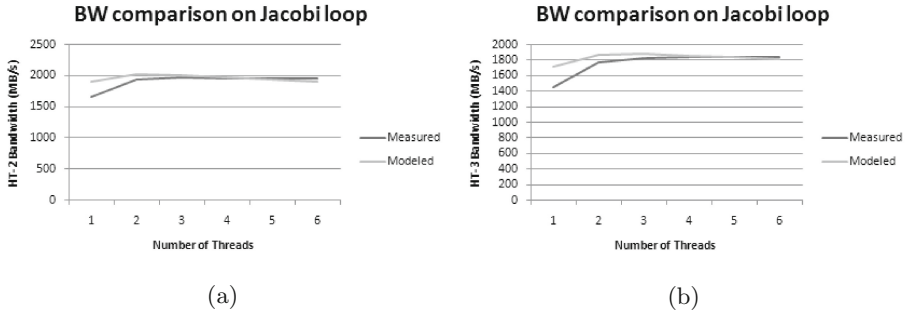 BW comparison on Jacobi loop
HT-2 Bandwidth (MB/s)
2500
2000
1500
1000
500
0
1 2 3 4 5 6
Number of Threads
Measured
Modeled
(a)
BW comparison on Jacobi loop
HT-3 Bandwidth (MB/s)
2000
1800
1600
1400
1200
1000
800
600
400
200
0
1 2 3 4 5 6
Number of Threads
Measured
Modeled
(b)